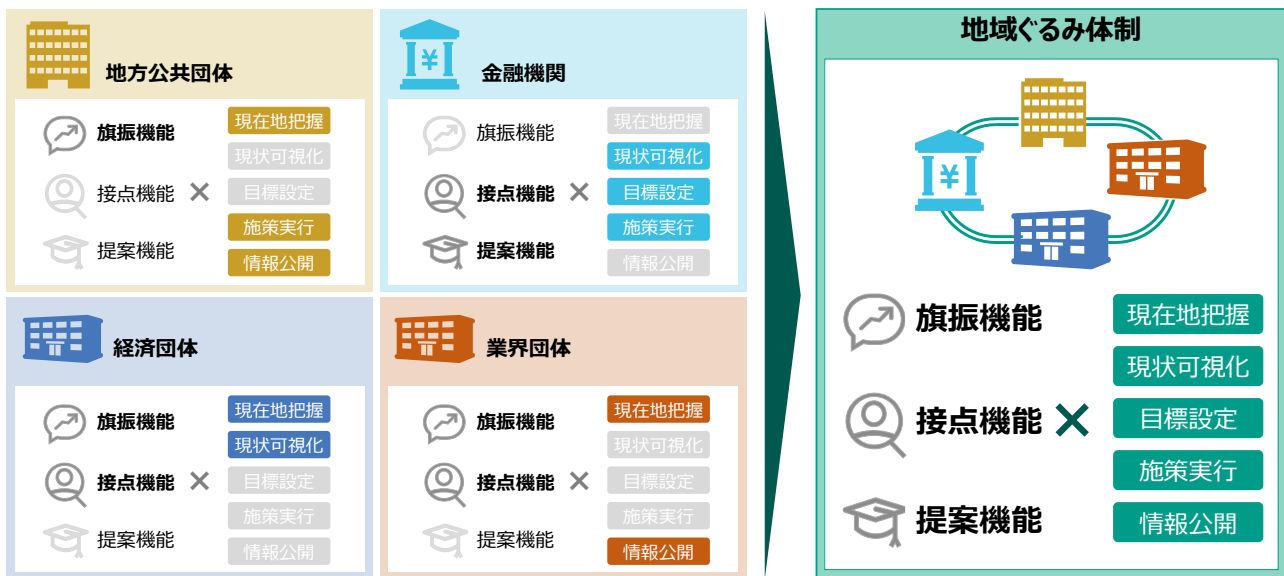 地方公共団体
旗振機能
接点機能
提案機能
×
現在地把握
現状可視化
目標設定
施策実行
情報公開
金融機関
¥
旗振機能
接点機能
提案機能
×
現在地把握
現状可視化
目標設定
施策実行
情報公開
経済団体
旗振機能
接点機能
提案機能
×
現在地把握
現状可視化
目標設定
施策実行
情報公開
業界団体
旗振機能
接点機能
提案機能
×
現在地把握
現状可視化
目標設定
施策実行
情報公開
地域ぐるみ体制
¥
旗振機能
接点機能
提案機能
×
現在地把握
現状可視化
目標設定
施策実行
情報公開